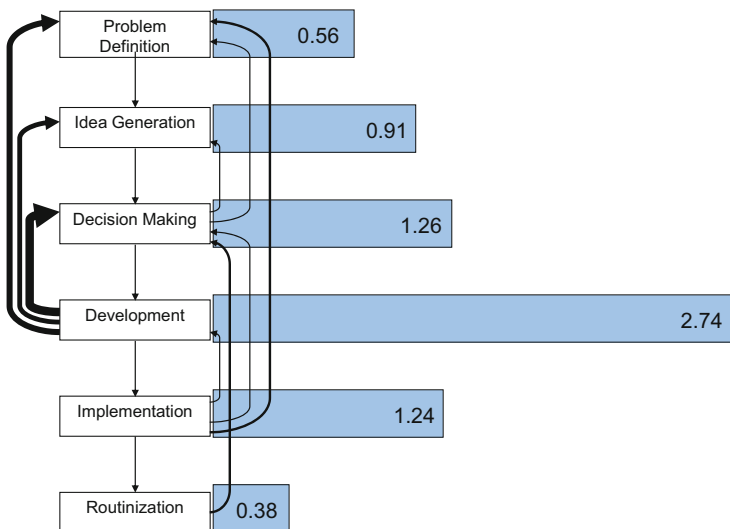 Problem
Definition
0.56
Idea Generation
0.91
Decision Making
1.26
Development
2.74
Implementation
1.24
Routinization
0.38